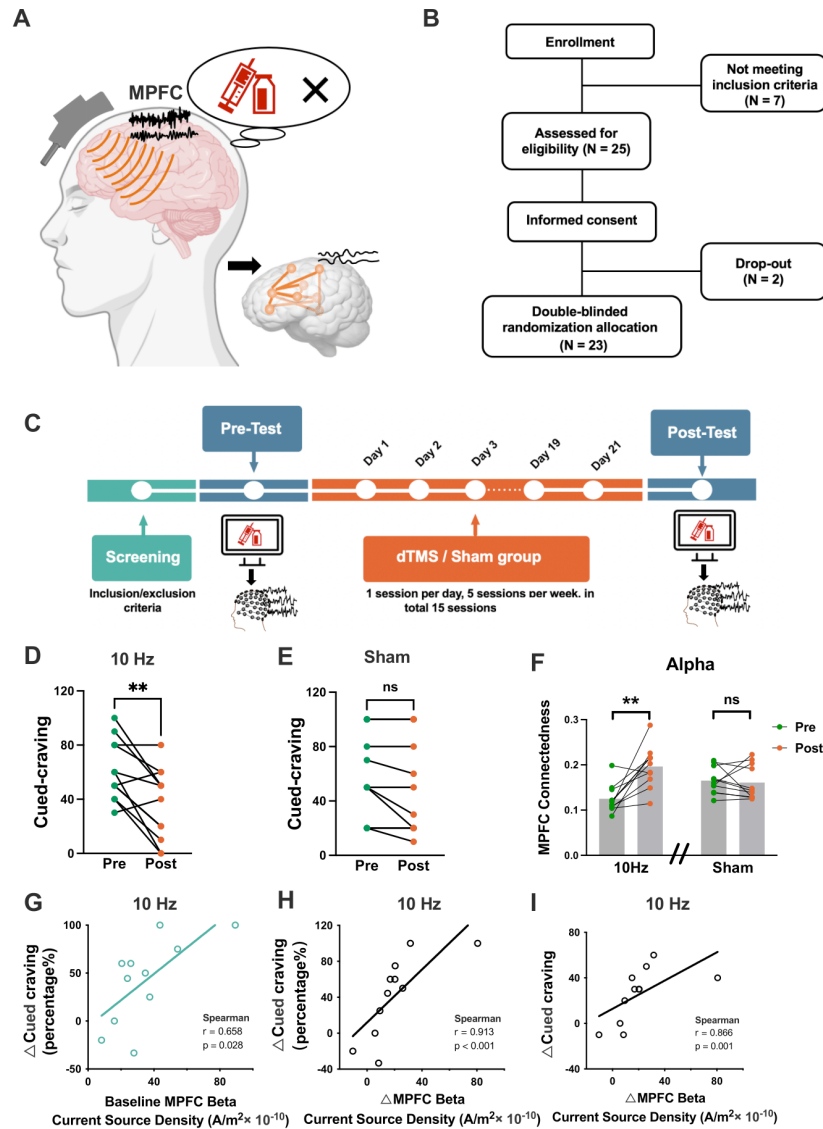 A
MPFC
B
Enrollment
Not meeting
inclusion criteria
(N = 7)
Assessed for
eligibility (N = 25)
Informed consent
Drop-out
(N = 2)
Double-blinded
randomization allocation
(N = 23)
C
Pre-Test
Day 1
Day 2
Day 3
Day 19
Day 21
Post-Test
Screening
dTMS / Sham group
Inclusion/exclusion
criteria
1 session per day, 5 sessions per week. in
total 15 sessions
D
10 Hz
**
Cued-craving
120
80
40
0
Pre
Post
E
Sham
ns
Cued-craving
120
80
40
0
Pre
Post
F
Alpha
**
ns
Pre
Post
MPFC Connectedness
0.3
0.2
0.1
0.0
10Hz
Sham
G
10 Hz
△Cued craving
(percentage%)
100
50
0
-50
0
40
80
Spearman
r = 0.658
p = 0.028
Baseline MPFC Beta
Current Source Density (A/m²× 10⁻¹⁰)
H
10 Hz
△Cued craving
(percentage%)
160
120
80
40
0
-40
0
40
80
Spearman
r = 0.913
p < 0.001
△MPFC Beta
Current Source Density (A/m²× 10⁻¹⁰)
I
10 Hz
△Cued craving
80
40
0
-40
0
40
80
Spearman
r = 0.866
p = 0.001
△MPFC Beta
Current Source Density (A/m²× 10⁻¹⁰)